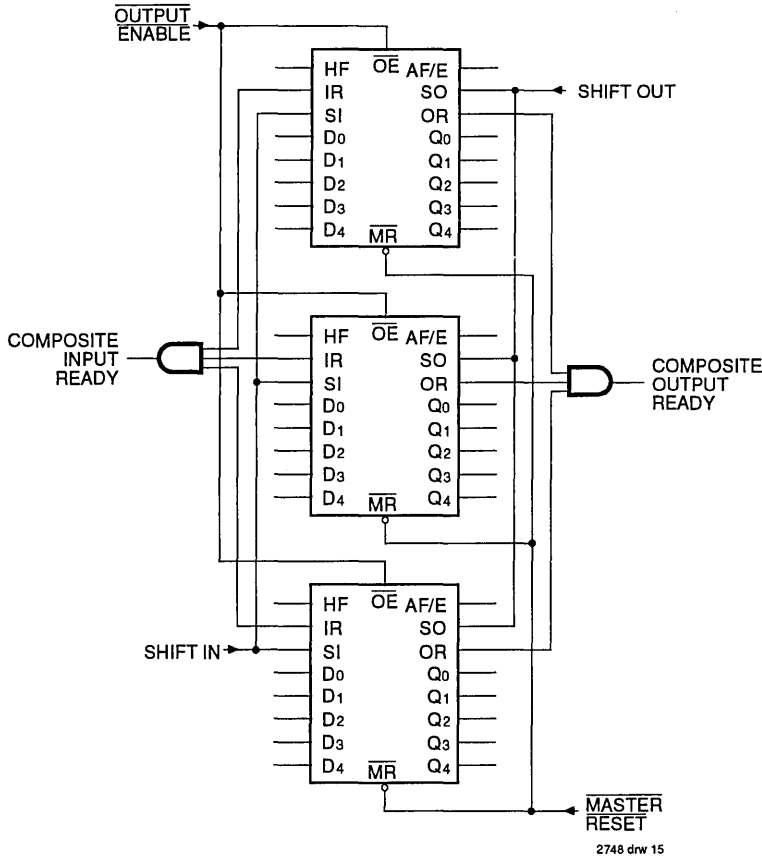 OUTPUT
ENABLE
OE
HF AF/E
IR SO SHIFT OUT
SI OR
D0 Q0
D1 Q1
D2 Q2
D3 Q3
D4 Q4
MR
OE
COMPOSITE
INPUT
READY
HF AF/E
IR SO
SI OR
D0 Q0
D1 Q1
D2 Q2
D3 Q3
D4 Q4
MR
COMPOSITE
OUTPUT
READY
OE
HF AF/E
IR SO
SHIFT IN SI OR
D0 Q0
D1 Q1
D2 Q2
D3 Q3
D4 Q4
MR
MASTER
RESET
2748 drw 15